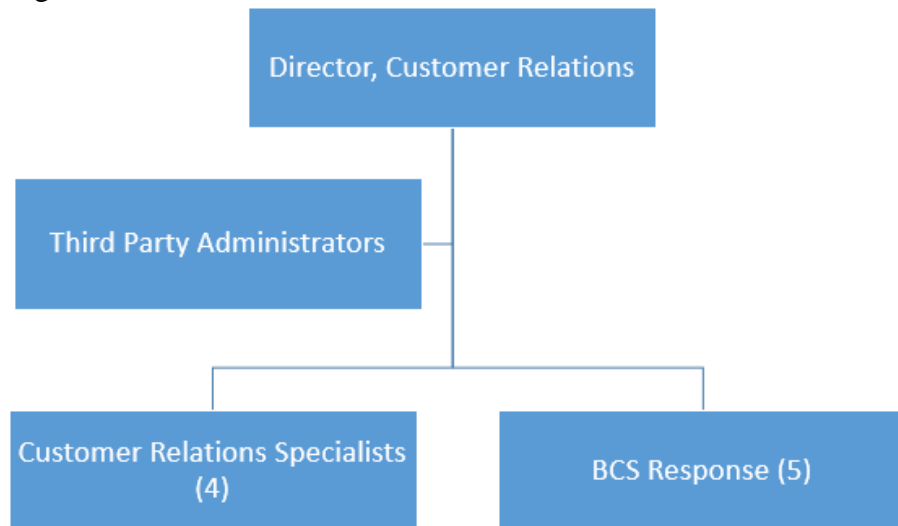 Director, Customer Relations
Third Party Administrators
Customer Relations Specialists
(4)
BCS Response (5)